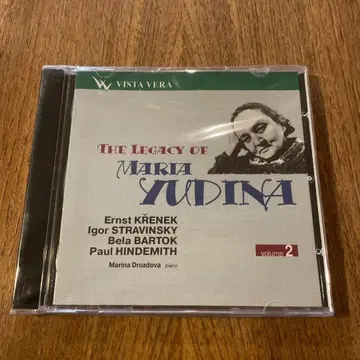 VISTA VERA
THE LEGACY OF
MARIA
YUDINA
Ernst KŘENEK
Igor STRAVINSKY
Bela BARTOK
Paul HINDEMITH
Marina Drozdova piano
volume 2